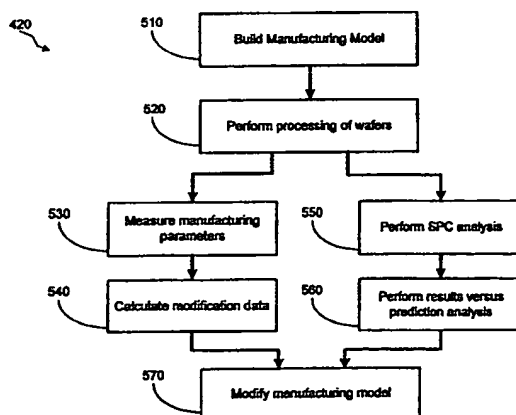 420
510
Build Manufacturing Model
520
Perform processing of wafers
530
Measure manufacturing
parameters
550
Perform SPC analysis
540
Calculate modification data
560
Perform results versus
prediction analysis
570
Modify manufacturing model